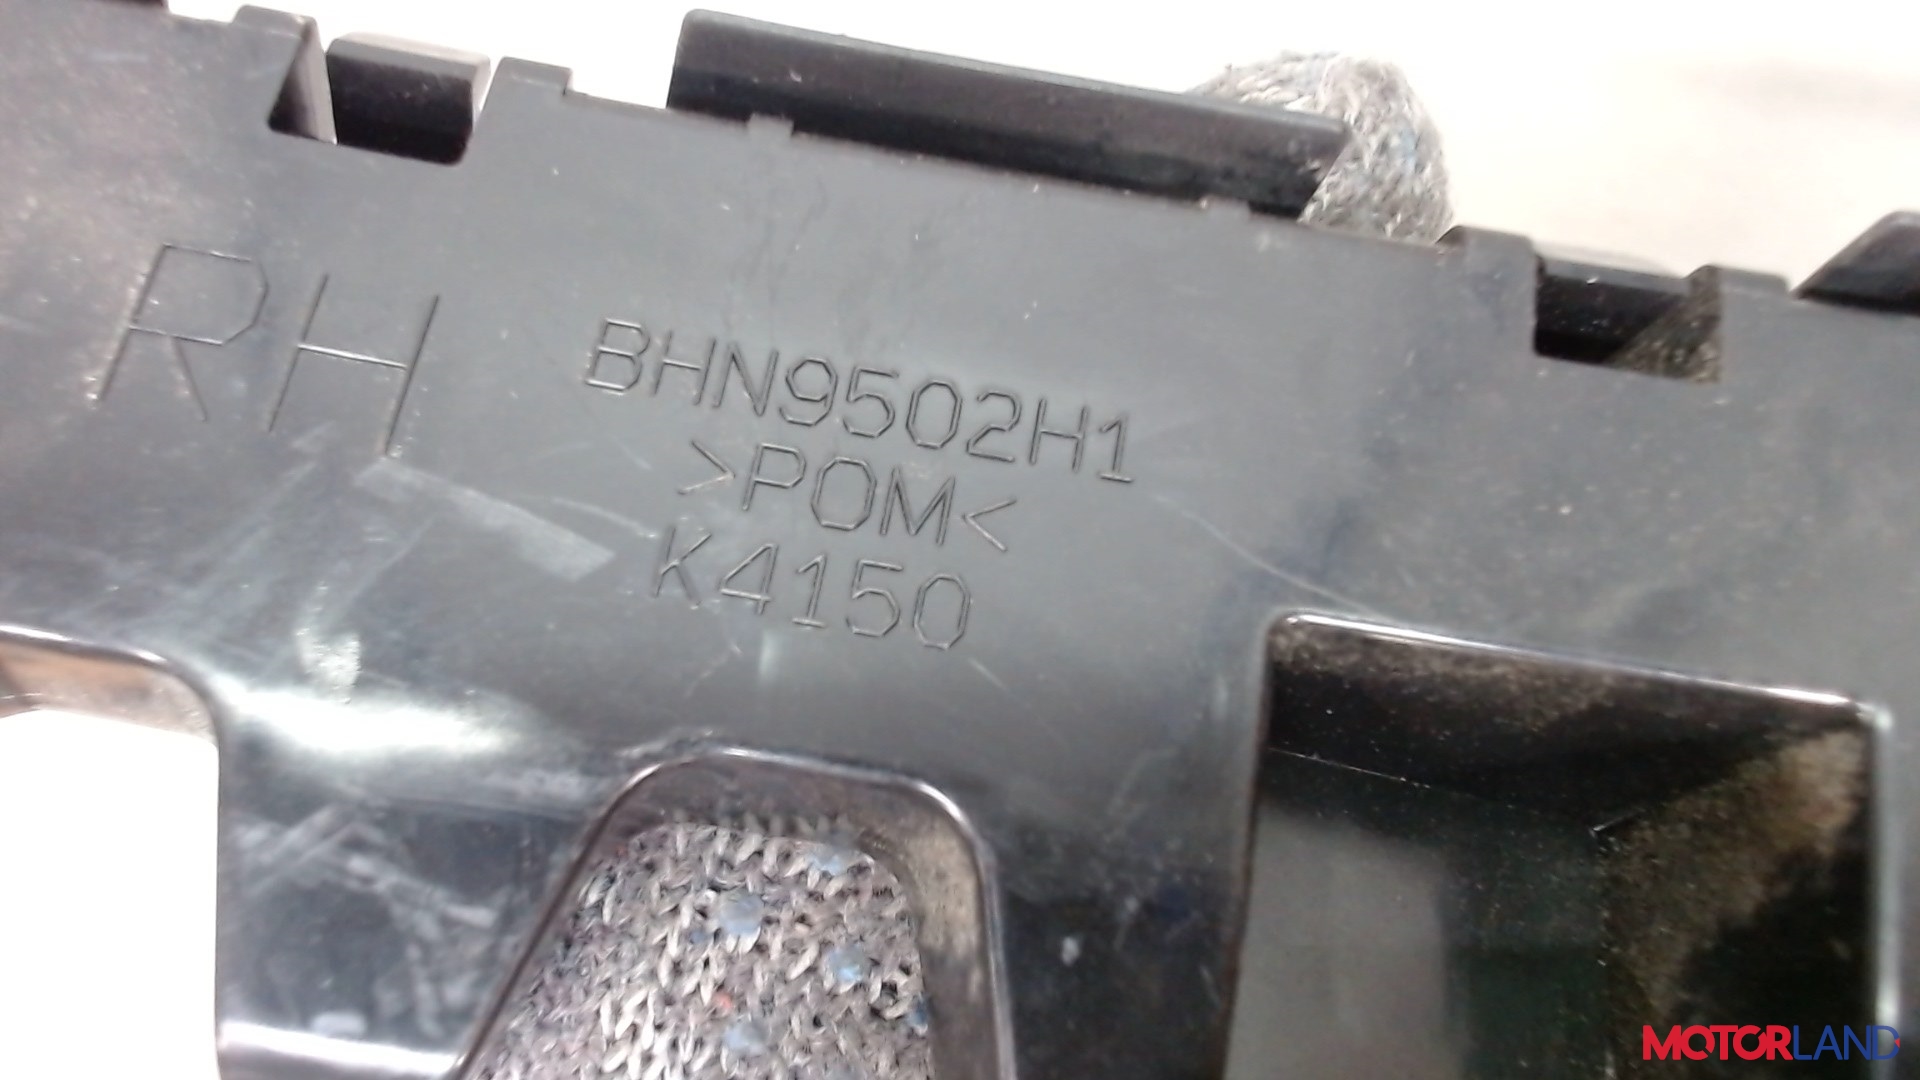 RH
BHN9502H1
>POM<
K4150
MOTORLAND